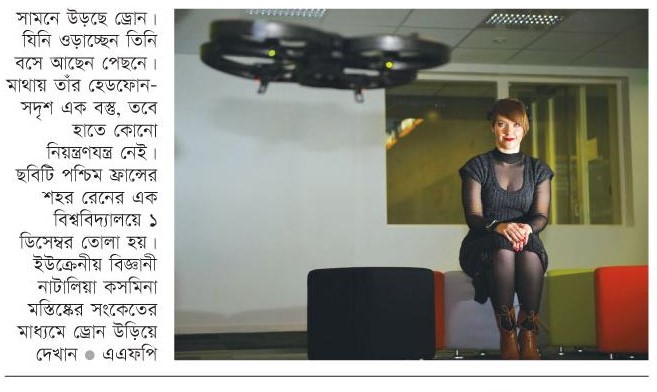 সামনে উড়ছে ড্রোন।
যিনি ওড়াচ্ছেন তিনি
বসে আছেন পেছনে।
মাথায় তাঁর হেডফোন-
সদৃশ এক বস্তু, তবে
হাতে কোনো
নিয়ন্ত্রণযন্ত্র নেই।
ছবিটি পশ্চিম ফ্রান্সের
শহর রেনের এক
বিশ্ববিদ্যালয়ে ১
ডিসেম্বর তোলা হয়।
ইউক্রেনীয় বিজ্ঞানী
নাটালিয়া কসমিনা
মস্তিষ্কের সংকেতের
মাধ্যমে ড্রোন উড়িয়ে
দেখান ● এএফপি